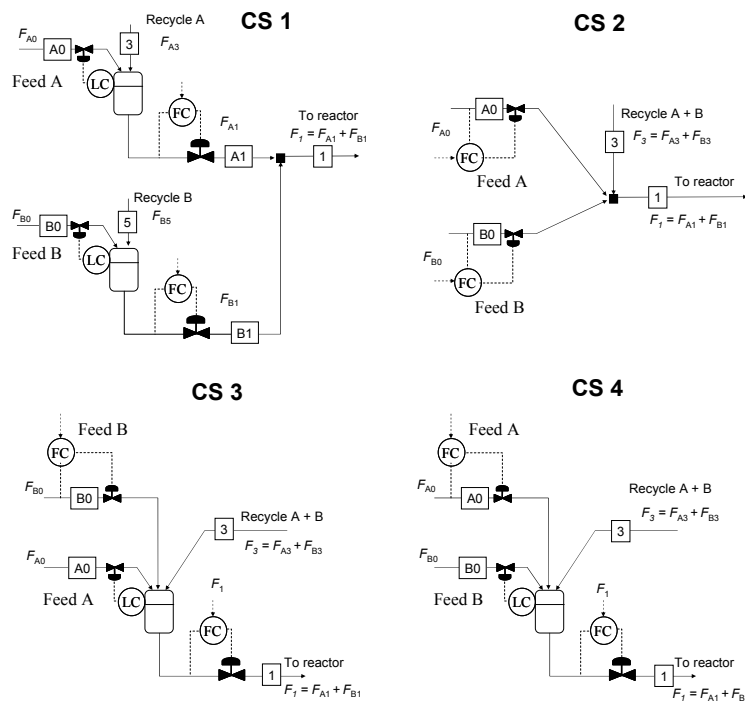 CS 1
Recycle A
F_A0
A0
3
F_A3
Feed A
LC
FC
F_A1
To reactor
F_1 = F_A1 + F_B1
A1
1
Recycle B
F_B0
B0
5
F_B5
Feed B
LC
FC
F_B1
B1
CS 2
A0
Recycle A + B
F_A0
F_3 = F_A3 + F_B3
FC
3
Feed A
To reactor
1
B0
F_1 = F_A1 + F_B1
F_B0
FC
Feed B
CS 3
Feed B
FC
F_B0
B0
Recycle A + B
3
F_A0
A0
F_3 = F_A3 + F_B3
Feed A
LC
F_1
FC
To reactor
1
F_1 = F_A1 + F_B1
CS 4
Feed A
FC
F_A0
A0
Recycle A + B
F_3 = F_A3 + F_B3
3
F_B0
B0
Feed B
LC
F_1
FC
To reactor
1
F_1 = F_A1 + F_B